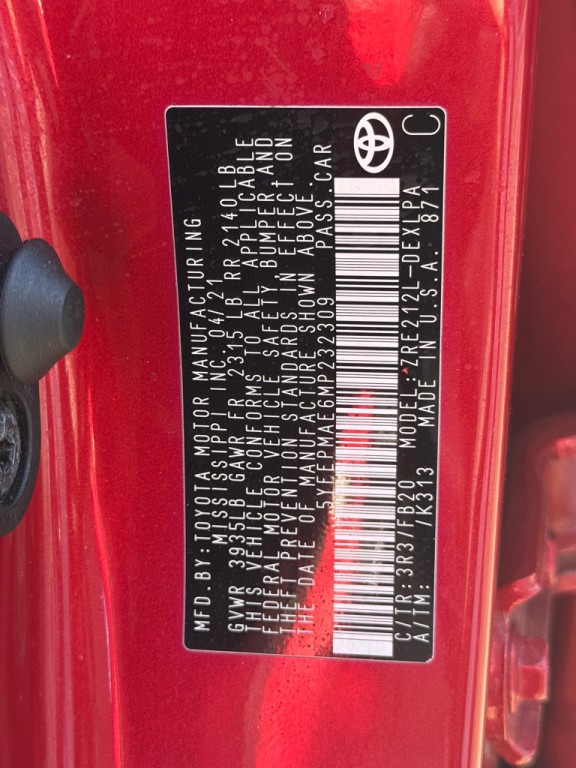 MFD. BY: TOYOTA MOTOR MANUFACTURING
MISSISSIPPI INC. 04/21
GVWR 3935LB GAWR FR 2315 LB RR 2140LB
THIS VEHICLE CONFORMS TO ALL APPLICABLE
FEDERAL MOTOR VEHICLE SAFETY BUMPER AND
THEFT PREVENTION STANDARDS IN EFFECT ON
THE DATE OF MANUFACTURE SHOWN ABOVE.
5YFEPMAE6MP232309 PASS. CAR
C/TR: 3R3/FB20 MODEL: ZRE212L-DEXLPA
A/TM: /K313 MADE IN U.S.A. 871 C